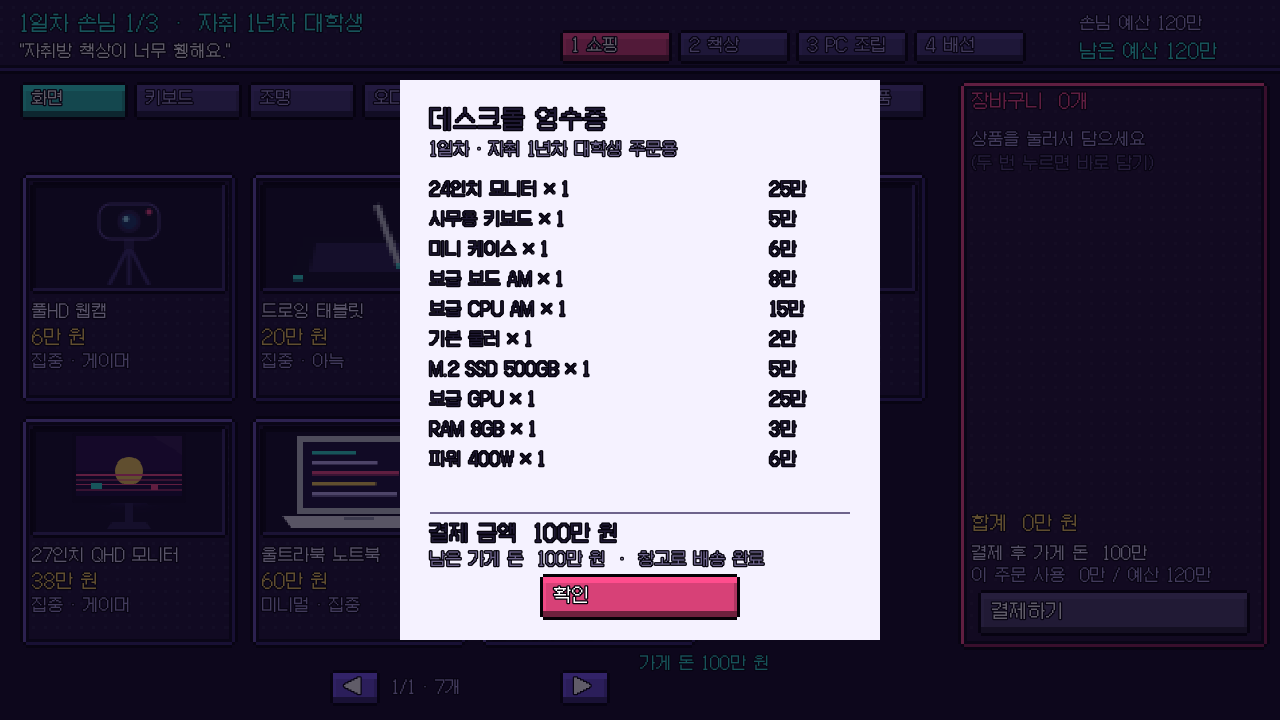 1일차 손님 1/3 · 자취 1년차 대학생
"자취방 책상이 너무 휑해요."
1 쇼핑
2 책상
3 PC 조립
4 배선
손님 예산 120만
남은 예산 120만
화면
키보드
조명
오디
품
장바구니 0개
상품을 눌러서 담으세요
(두 번 누르면 바로 담기)
풀HD 웹캠
6만 원
집중 · 게이머
드로잉 태블릿
20만 원
집중 · 아늑
27인치 QHD 모니터
38만 원
집중 · 게이머
울트라북 노트북
60만 원
미니멀 · 집중
데스크룸 영수증
1일차 · 자취 1년차 대학생 주문용
24인치 모니터 × 1 25만
사무용 키보드 × 1 5만
미니 케이스 × 1 6만
보급 보드 AM × 1 8만
보급 CPU AM × 1 15만
기본 쿨러 × 1 2만
M.2 SSD 500GB × 1 5만
보급 GPU × 1 25만
RAM 8GB × 1 3만
파워 400W × 1 6만
결제 금액 100만 원
남은 가게 돈 100만 원 · 창고로 배송 완료
확인
합계 0만 원
결제 후 가게 돈 100만
이 주문 사용 0만 / 예산 120만
결제하기
가게 돈 100만 원
1/1 · 7개